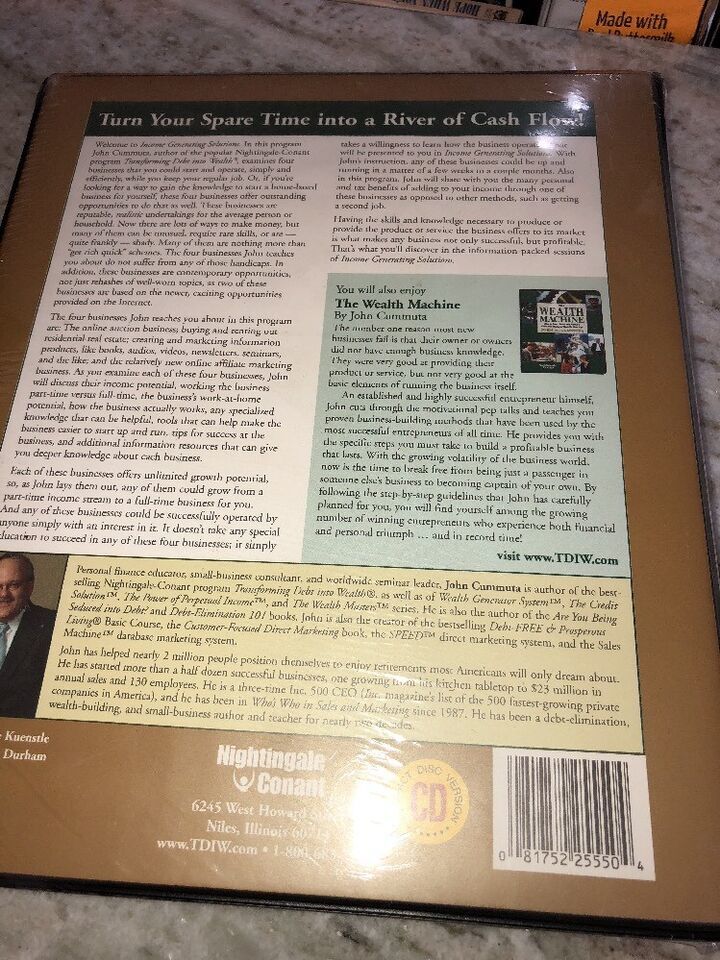 Made with
Turn Your Spare Time into a River of Cash Flow!
Welcome to Income Generating Solutions. In this program
John Cummuta, author of the popular Nightingale-Conant
program Transforming Debt into Wealth®, examines four
businesses that you could start and operate, simply and
efficiently, while you keep your regular job. Or, if you're
looking for a way to gain the knowledge to start a home-based
business for yourself, these four businesses offer outstanding
opportunities to do that as well. These businesses are
reputable, realistic undertakings for the average person or
household. Now there are lots of ways to make money, but
many of them can be unusual, require rare skills, or are —
quite frankly — shady. Many of them are nothing more than
"get rich quick" schemes. The four businesses John teaches
you about do not suffer from any of those handicaps. In
addition, these businesses are contemporary opportunities,
not just rehashes of well-worn topics, as two of these
businesses are based on the newer, exciting opportunities
provided on the Internet.
The four businesses John teaches you about in this program
are: The online auction business; buying and renting out
residential real estate; creating and marketing information
products, like books, audios, videos, newsletters, seminars,
and the like; and the relatively new online affiliate marketing
business. As you examine each of these four businesses, John
will discuss their income potential, working the business
part-time versus full-time, the business's work-at-home
potential, how the business actually works, any specialized
knowledge that can be helpful, tools that can help make the
business easier to start up and run, tips for success at the
business, and additional information resources that can give
you deeper knowledge about each business.
Each of these businesses offers unlimited growth potential,
so, as John lays them out, any of them could grow from a
part-time income stream to a full-time business for you.
And any of these businesses could be successfully operated by
anyone simply with an interest in it. It doesn't take any special
education to succeed in any of these four businesses; it simply
takes a willingness to learn how the business operates
will be presented to you in Income Generating Solutions. With
John's instruction, any of these businesses could be up and
running in a matter of a few weeks to a couple months. Also
in this program, John will share with you the many personal
and tax benefits of adding to your income through one of
these businesses as opposed to other methods, such as getting
a second job.
Having the skills and knowledge necessary to produce or
provide the product or service the business offers to its market
is what makes any business not only successful, but profitable.
That's what you'll discover in the information packed sessions
of Income Generating Solutions.
You will also enjoy
The Wealth Machine
By John Cummuta
The number one reason most new
businesses fail is that their owner or owners
did not have enough business knowledge.
They were very good at providing their
product or service, but not very good at the
basic elements of running the business itself.
An established and highly successful entrepreneur himself,
John cuts through the motivational pep talks and teaches you
proven business-building methods that have been used by the
most successful entrepreneurs of all time. He provides you with
the specific steps you must take to build a profitable business
that lasts. With the growing volatility of the business world,
now is the time to break free from being just a passenger in
someone else's business to becoming captain of your own. By
following the step-by-step guidelines that John has carefully
planned for you, you will find yourself among the growing
number of winning entrepreneurs who experience both financial
and personal triumph ... and in record time!
WEALTH
MACHINE
visit www.TDIW.com
Personal finance educator, small-business consultant, and worldwide seminar leader, John Cummuta is author of the best-
selling Nightingale-Conant program Transforming Debt into Wealth®, as well as Wealth Generator System™, The Credit
Solution™, The Power of Perpetual Income™, and The Wealth Masters™ series. He is also the author of the Are You Being
Seduced into Debt? and Debt-Elimination 101 books. John is also the creator of the bestselling Debt-FREE & Prosperous
Living® Basic Course, the Customer-Focused Direct Marketing book, the SPEED™ direct marketing system, and the Sales
Machine™ database marketing system.
John has helped nearly 2 million people position themselves to enjoy retirements most Americans will only dream about.
He has started more than a half dozen successful businesses, one growing from his kitchen tabletop to $23 million in
annual sales and 130 employees. He is a three-time Inc. 500 CEO (Inc. magazine's list of the 500 fastest-growing private
companies in America), and he has been in Who's Who in Sales and Marketing since 1987. He has been a debt-elimination,
wealth-building, and small-business author and teacher for nearly two decades.
Kuenstle
Durham
Nightingale
Conant
6245 West Howard
Niles, Illinois
www.TDIW.com • 1-800
DISC VERSION
CD
0 81752 25550 4